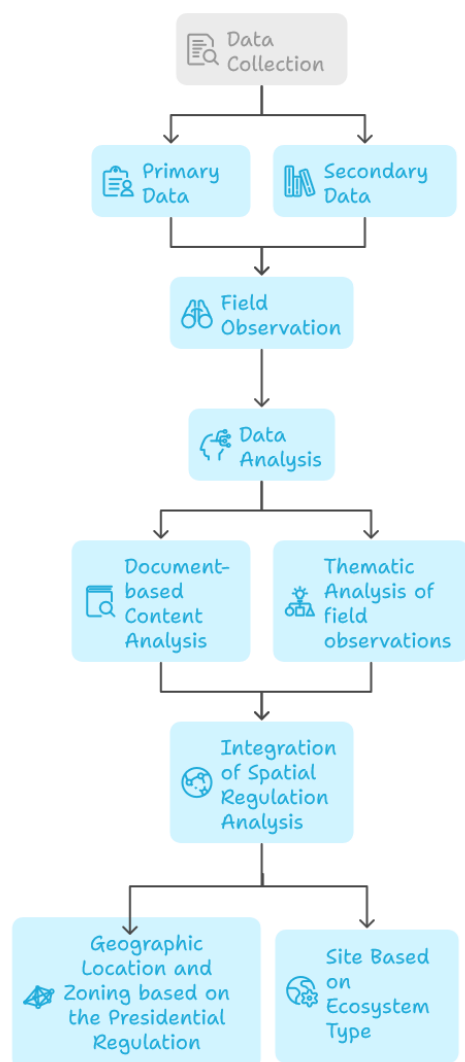 Data
Collection
Primary
Data
Secondary
Data
Field
Observation
Data
Analysis
Document-
based
Content
Analysis
Thematic
Analysis of
field
observations
Integration
of Spatial
Regulation
Analysis
Geographic
Location and
Zoning based on
the Presidential
Regulation
Site Based
on
Ecosystem
Type